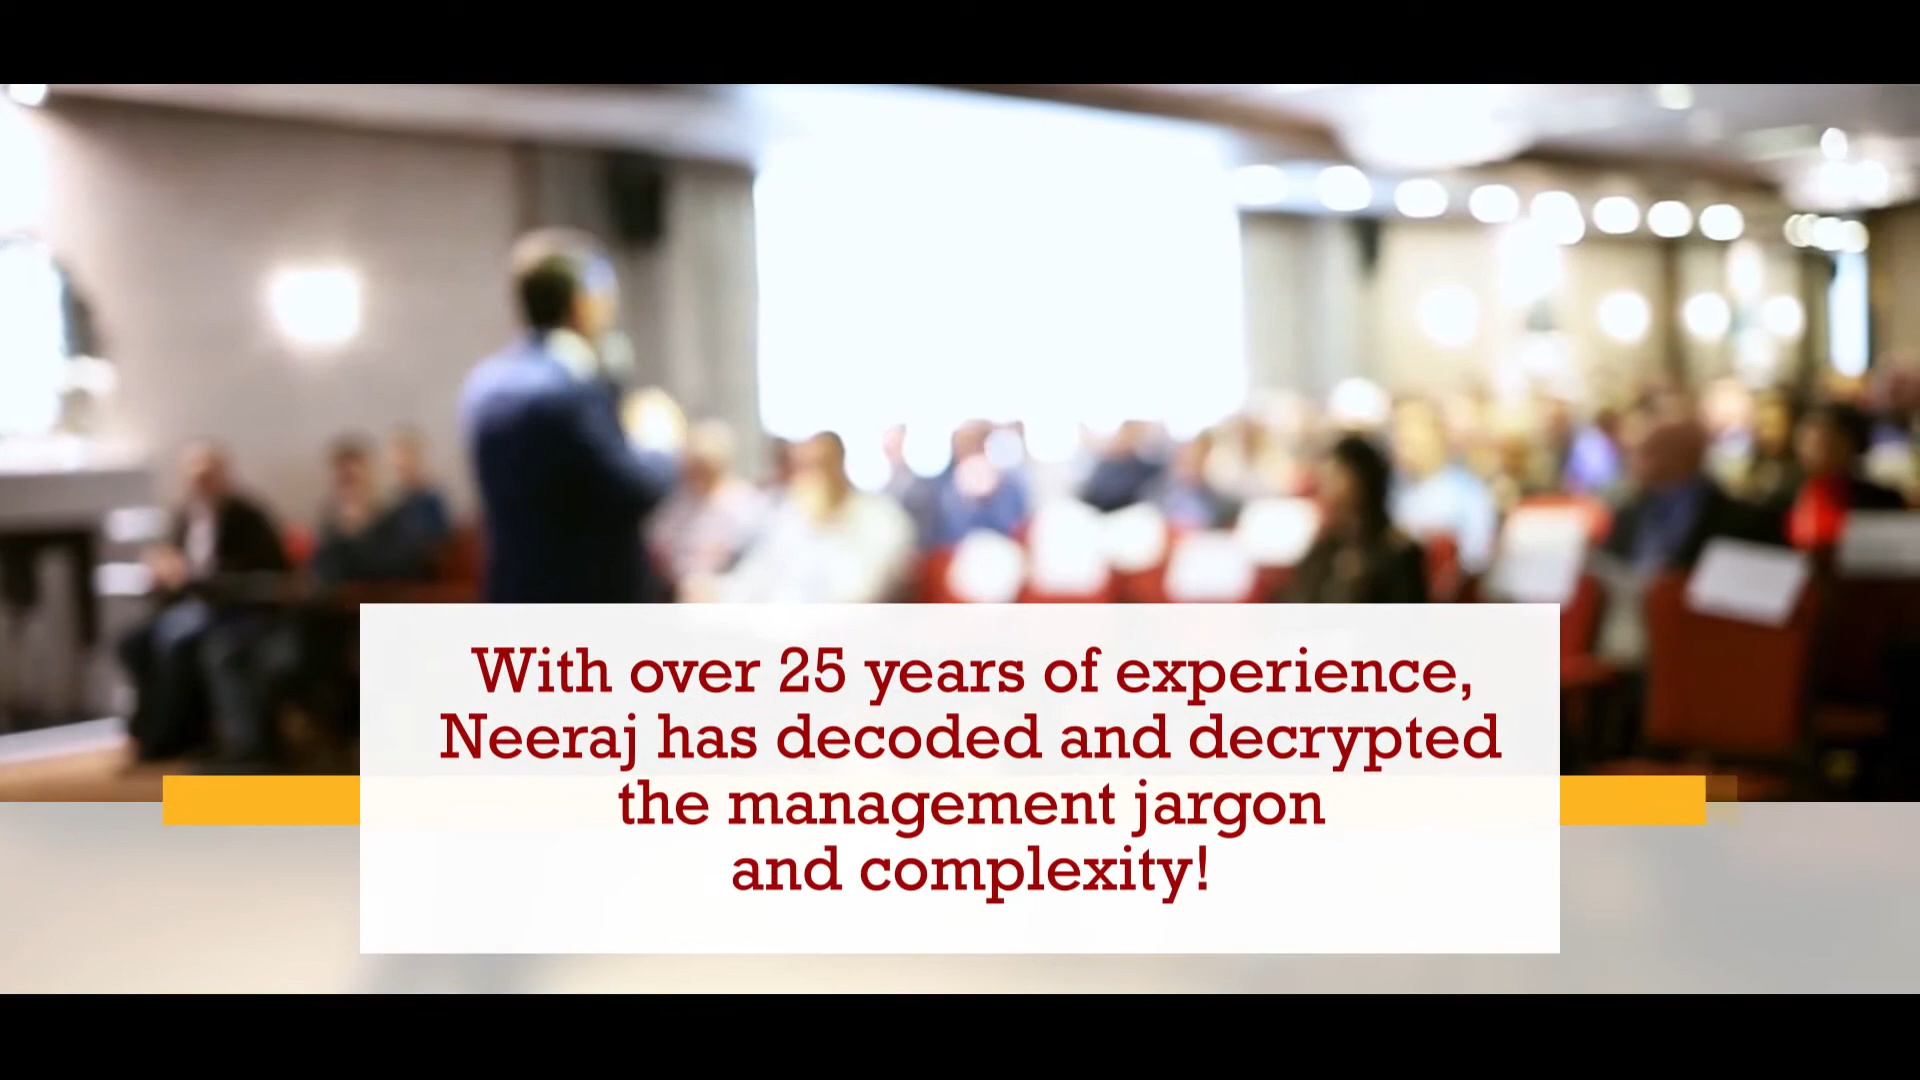 With over 25 years of experience,
Neeraj has decoded and decrypted
the management jargon
and complexity!